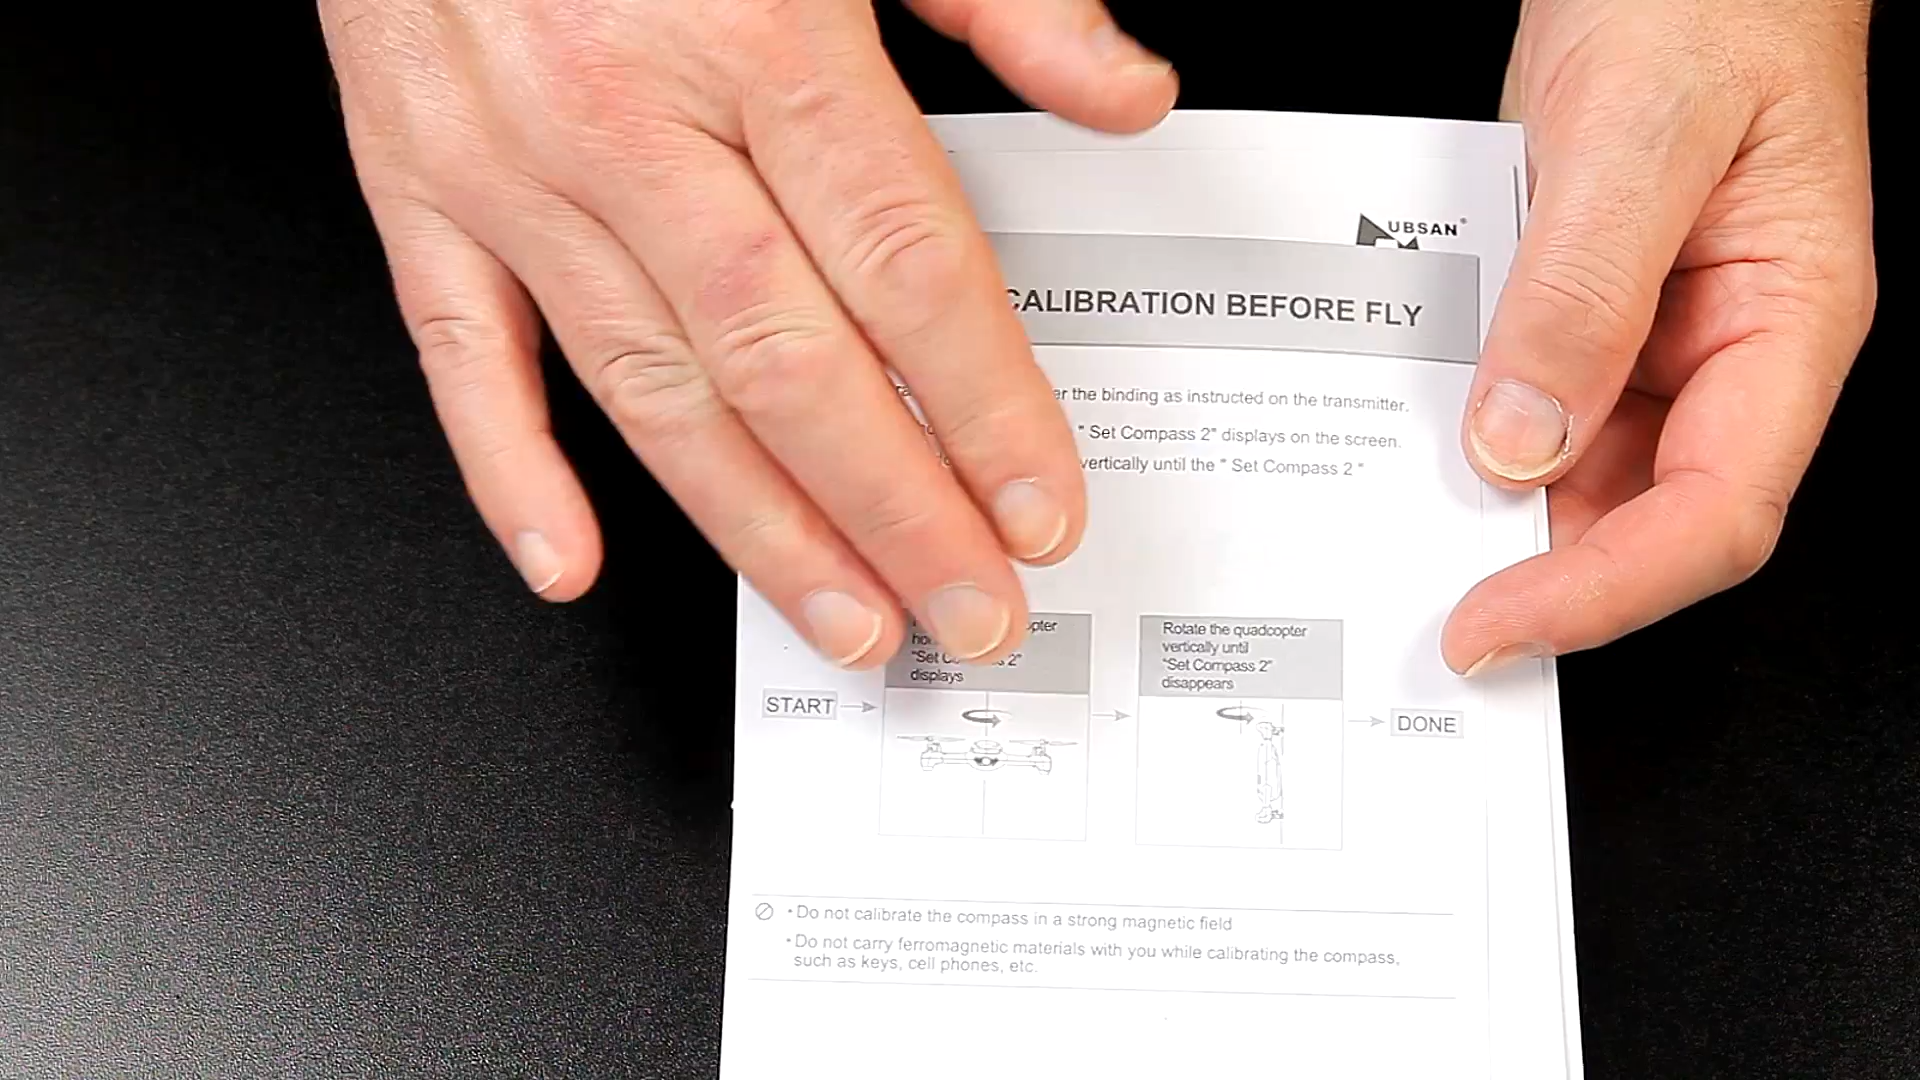 UBSAN®
CALIBRATION BEFORE FLY
the binding as instructed on the transmitter.
" Set Compass 2" displays on the screen.
vertically until the " Set Compass 2 "
"Set 2"
displays
Rotate the quadcopter
vertically until
"Set Compass 2"
disappears
START
DONE
• Do not calibrate the compass in a strong magnetic field
• Do not carry ferromagnetic materials with you while calibrating the compass,
such as keys, cell phones, etc.